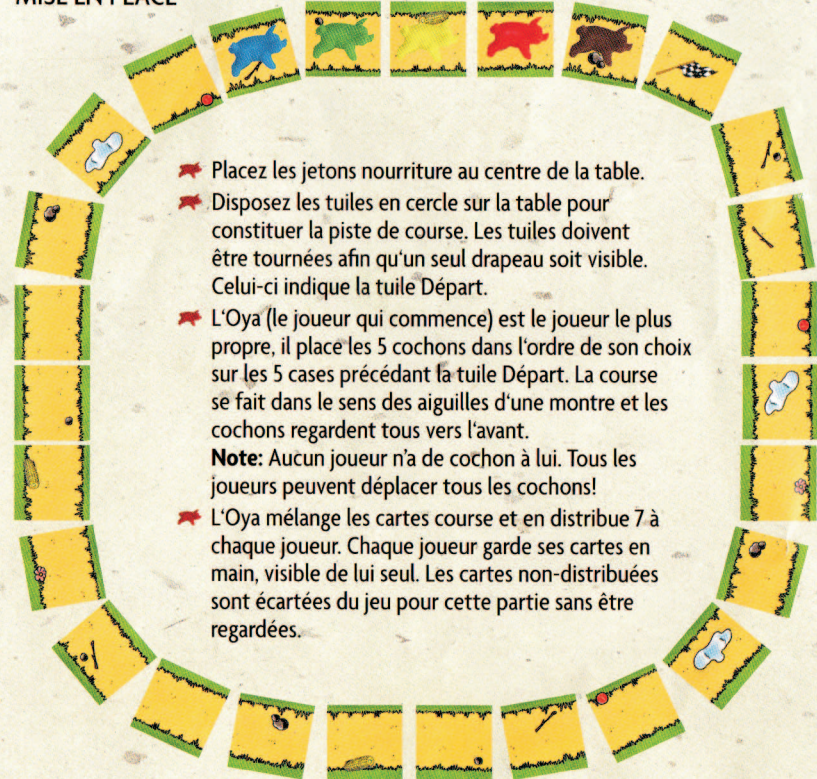 MISE EN PLACE
Placez les jetons nourriture au centre de la table.
Disposez les tuiles en cercle sur la table pour
constituer la piste de course. Les tuiles doivent
être tournées afin qu‘un seul drapeau soit visible.
Celui-ci indique la tuile Départ.
L‘Oya (le joueur qui commence) est le joueur le plus
propre, il place les 5 cochons dans l‘ordre de son choix
sur les 5 cases précédant la tuile Départ. La course
se fait dans le sens des aiguilles d‘une montre et les
cochons regardent tous vers l‘avant.
Note: Aucun joueur n‘a de cochon à lui. Tous les
joueurs peuvent déplacer tous les cochons!
L‘Oya mélange les cartes course et en distribue 7 à
chaque joueur. Chaque joueur garde ses cartes en
main, visible de lui seul. Les cartes non-distribuées
sont écartées du jeu pour cette partie sans être
regardées.